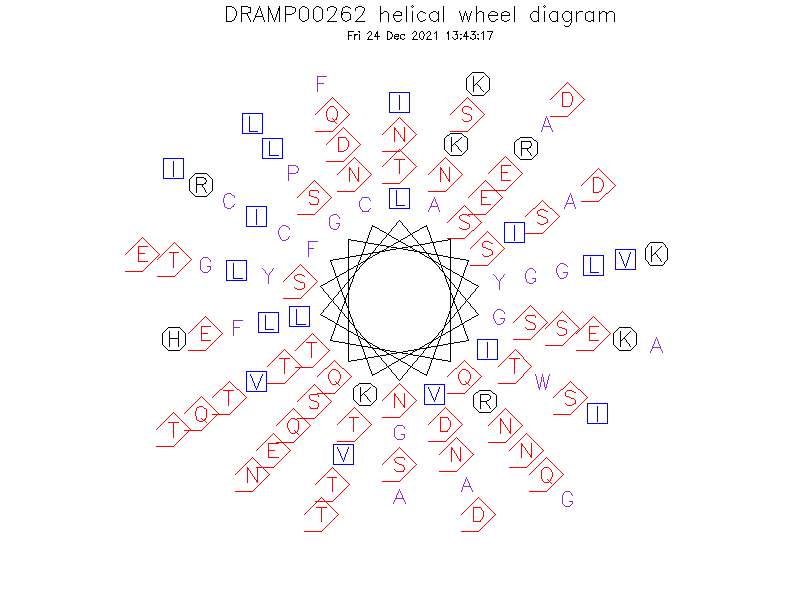 DRAMP00262 helical wheel diagram
Fri 24 Dec 2021 13:43:17
F K
I D
Q S
L A
N
D K
L R
I P N T N E
R S L E D
C C A A
I G S S
C I
E F S K
T G L Y S Y G G L V
L L F E H G S S E K A
T I
T T
V Q Q W
T S K N V R S
Q I
T Q T G D N
E V N N
S
N T A Q
A G
T D